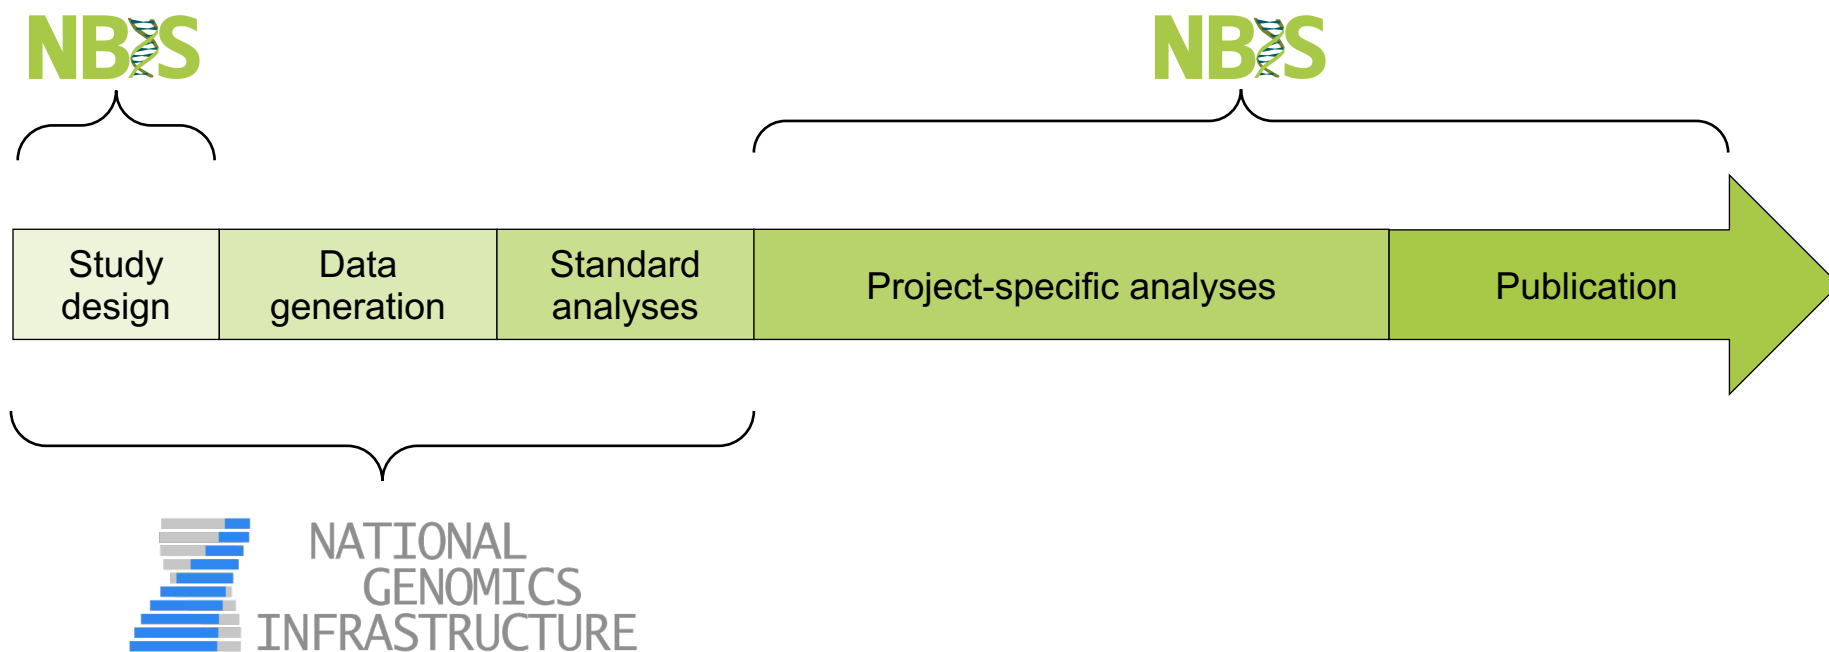 NBIS
NBIS
Study
design
Data
generation
Standard
analyses
Project-specific analyses
Publication
NATIONAL
GENOMICS
INFRASTRUCTURE